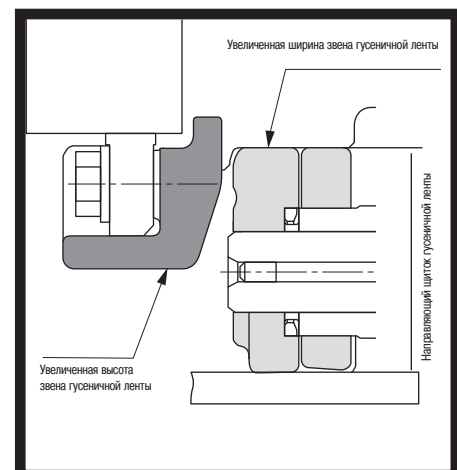 Увеличенная ширина звена гусеничной ленты
Направляющий щиток гусеничной ленты
Увеличенная высота
звена гусеничной ленты